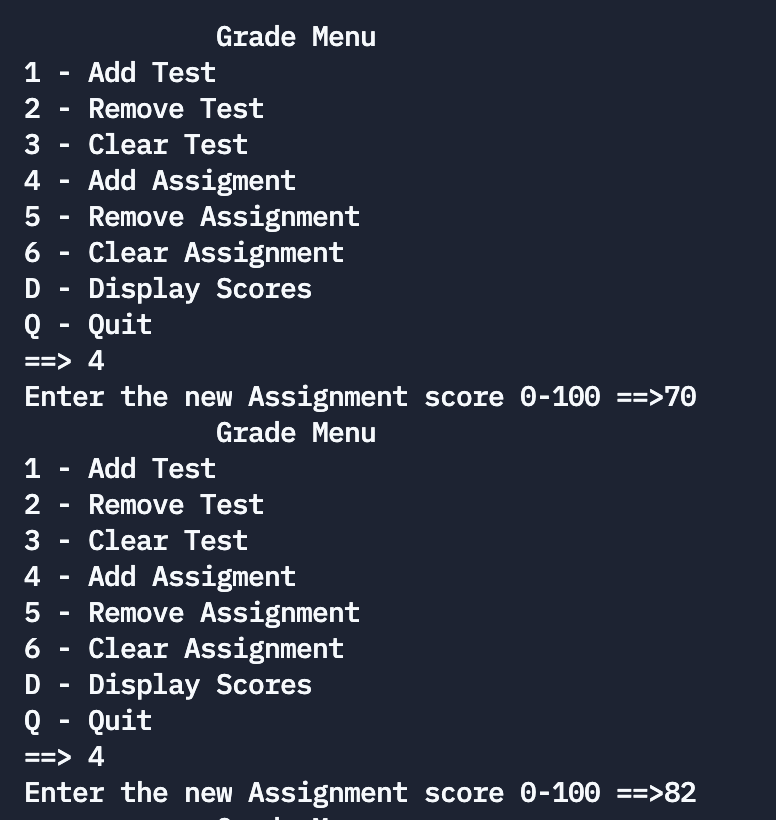 Grade Menu
1 - Add Test
2 - Remove Test
3 - Clear Test
4 - Add Assigment
5 - Remove Assignment
6 - Clear Assignment
D - Display Scores
Q - Quit
==> 4
Enter the new Assignment score 0-100 ==>70
Grade Menu
1 - Add Test
2 - Remove Test
3 - Clear Test
4 - Add Assigment
5 - Remove Assignment
6 - Clear Assignment
D - Display Scores
Q - Quit
==> 4
Enter the new Assignment score 0-100 ==>82